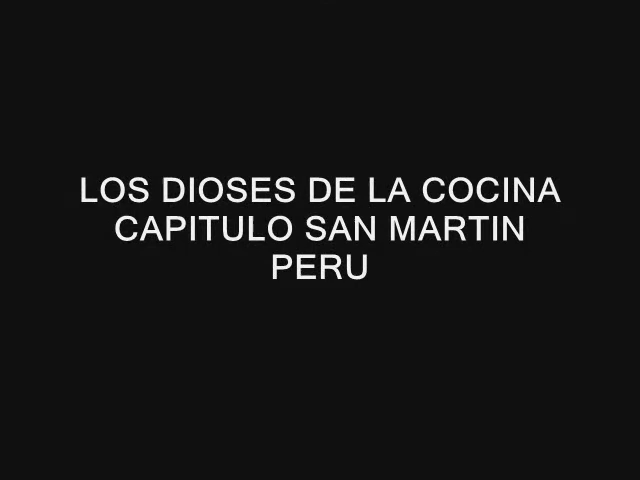 LOS DIOSES DE LA COCINA
CAPITULO SAN MARTIN
PERU